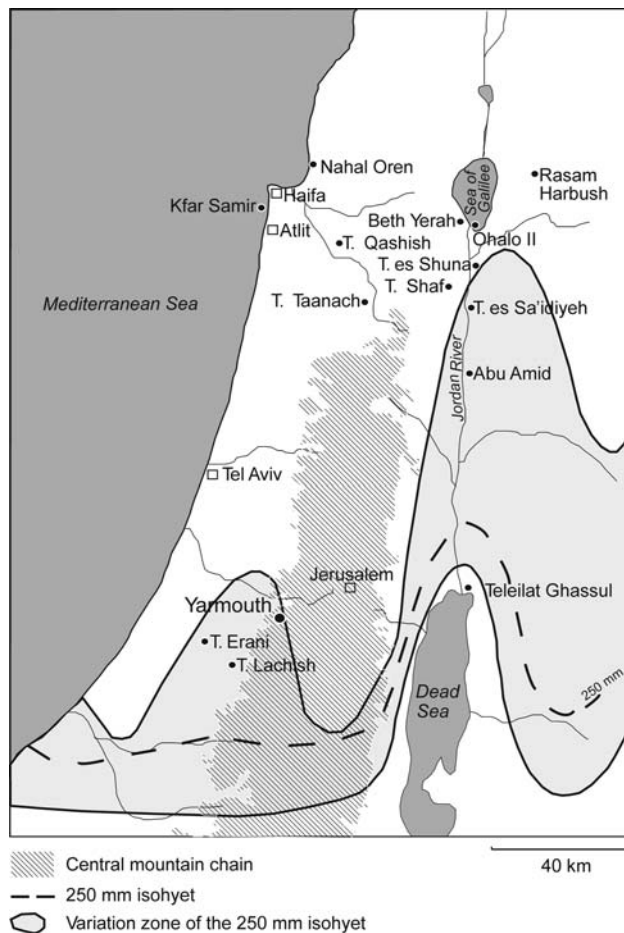 Nahal Oren
Haifa
Kfar Samir
Atlit
Sea of
Galilee
Rasam
Harbush
Beth Yerah
Ohalo II
T. Qashish
T. es Shuna
T. Shaf
T. Taanach
T. es Sa'idiyeh
Mediterranean Sea
Jordan River
Abu Amid
Tel Aviv
Jerusalem
Teleilat Ghassul
Yarmouth
T. Erani
T. Lachish
Dead
Sea
250 mm
Central mountain chain
40 km
250 mm isohyet
Variation zone of the 250 mm isohyet